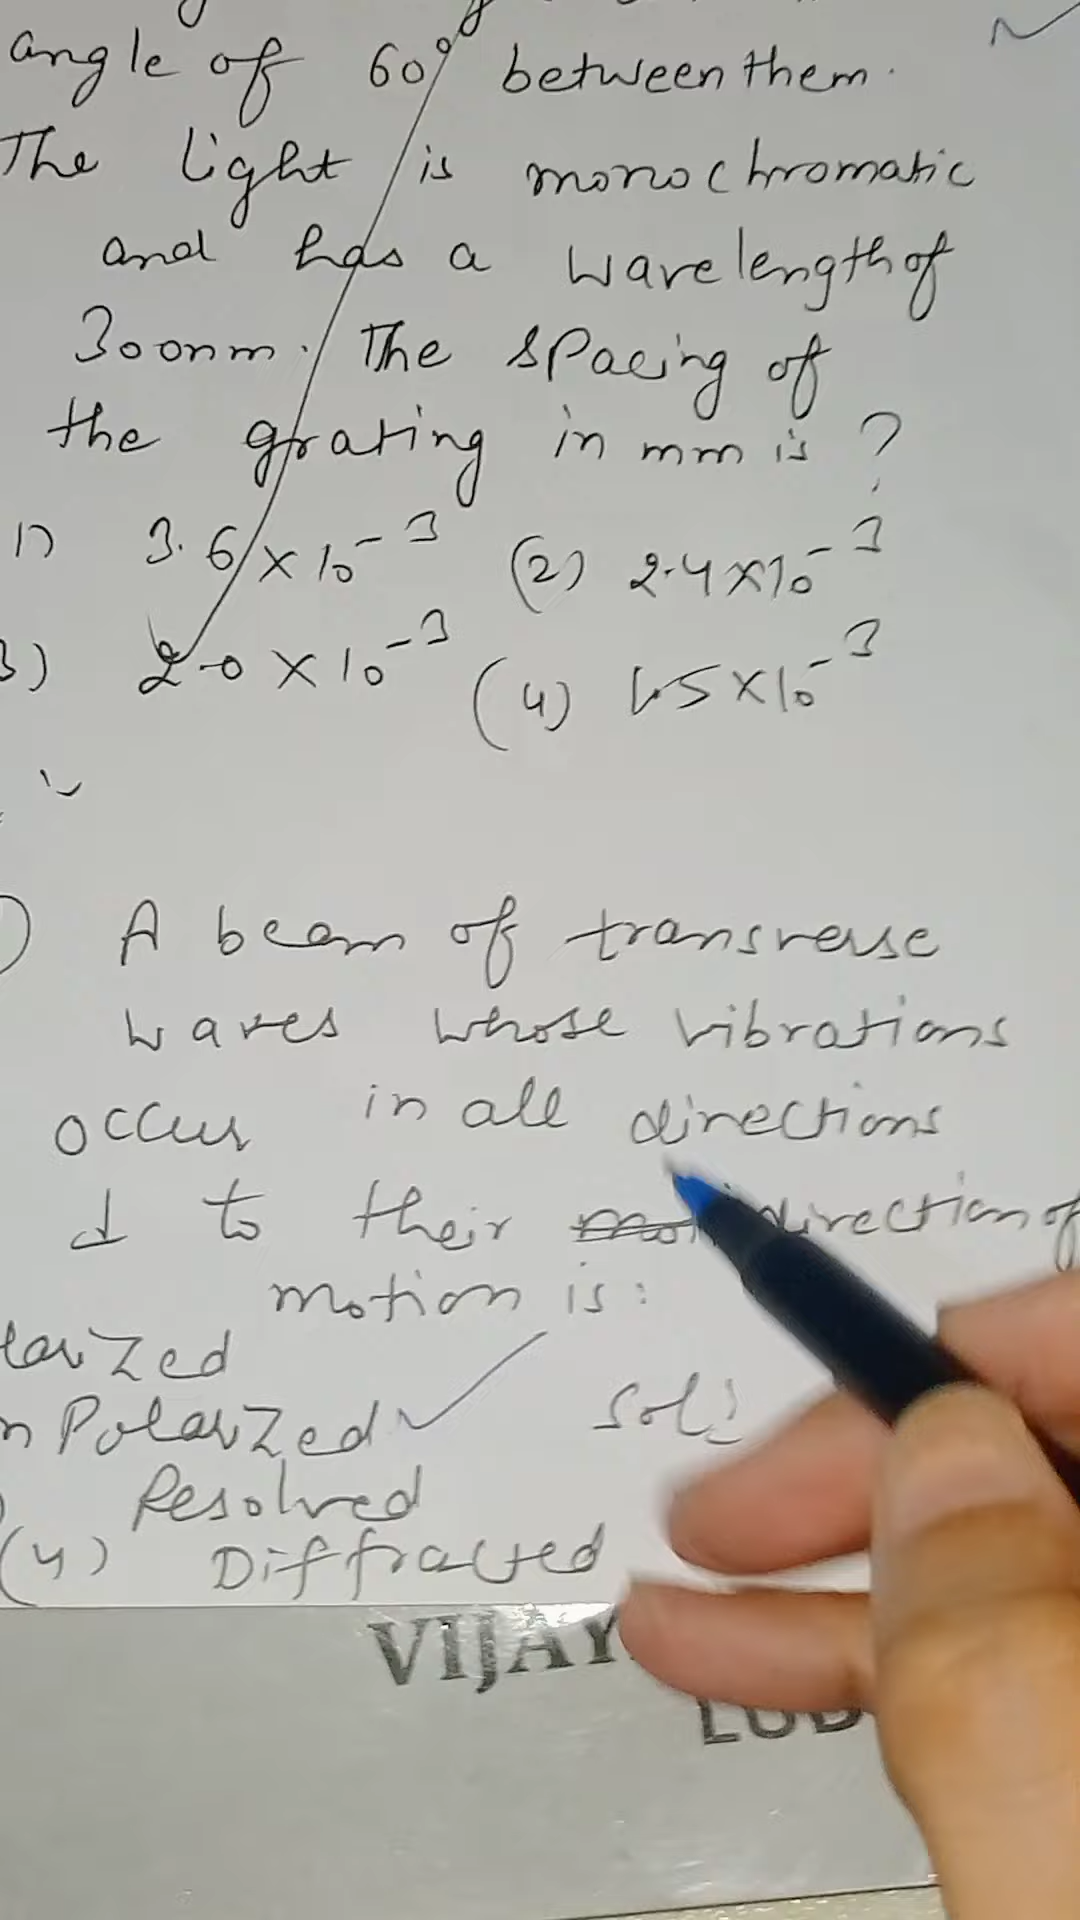 angle of 60° between them.
The light is monochromatic
and has a wavelength of
300nm. The spacing of
the grating in mm is ?
1) 3.6 × 10⁻³ (2) 2.4 × 10⁻³
3) 2.0 × 10⁻³ (4) 1.5 × 10⁻³
A beam of transverse
waves whose vibrations
occur in all directions
⊥ to their direction of
motion is:
larized
n Polarized ✓ Sol:
Resolved
(4) Diffracted
VIJAY
LUD